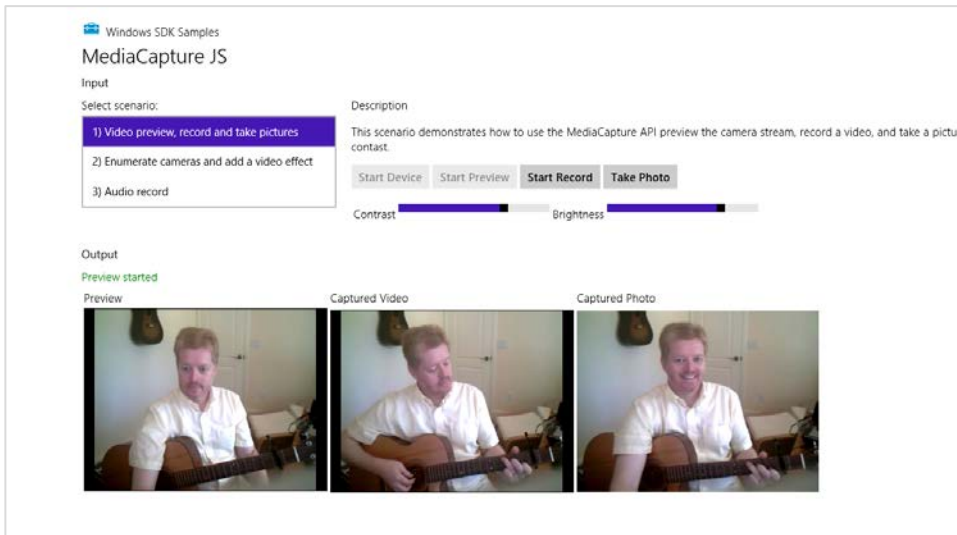 Windows SDK Samples
MediaCapture JS
Input
Select scenario:
1) Video preview, record and take pictures
2) Enumerate cameras and add a video effect
3) Audio record
Description
This scenario demonstrates how to use the MediaCapture API preview the camera stream, record a video, and take a pictu
contast.
Start Device Start Preview Start Record Take Photo
Contrast Brightness
Output
Preview started
Preview Captured Video Captured Photo